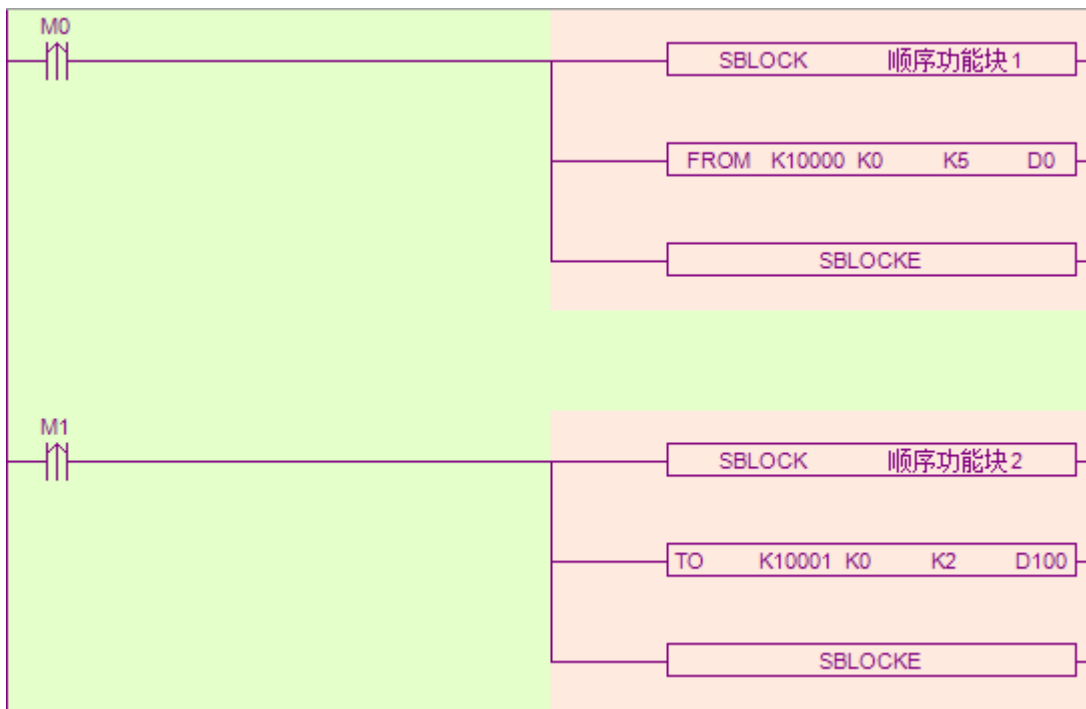 M0
SBLOCK 顺序功能块1
FROM K10000 K0 K5 D0
SBLOCKE
M1
SBLOCK 顺序功能块2
TO K10001 K0 K2 D100
SBLOCKE